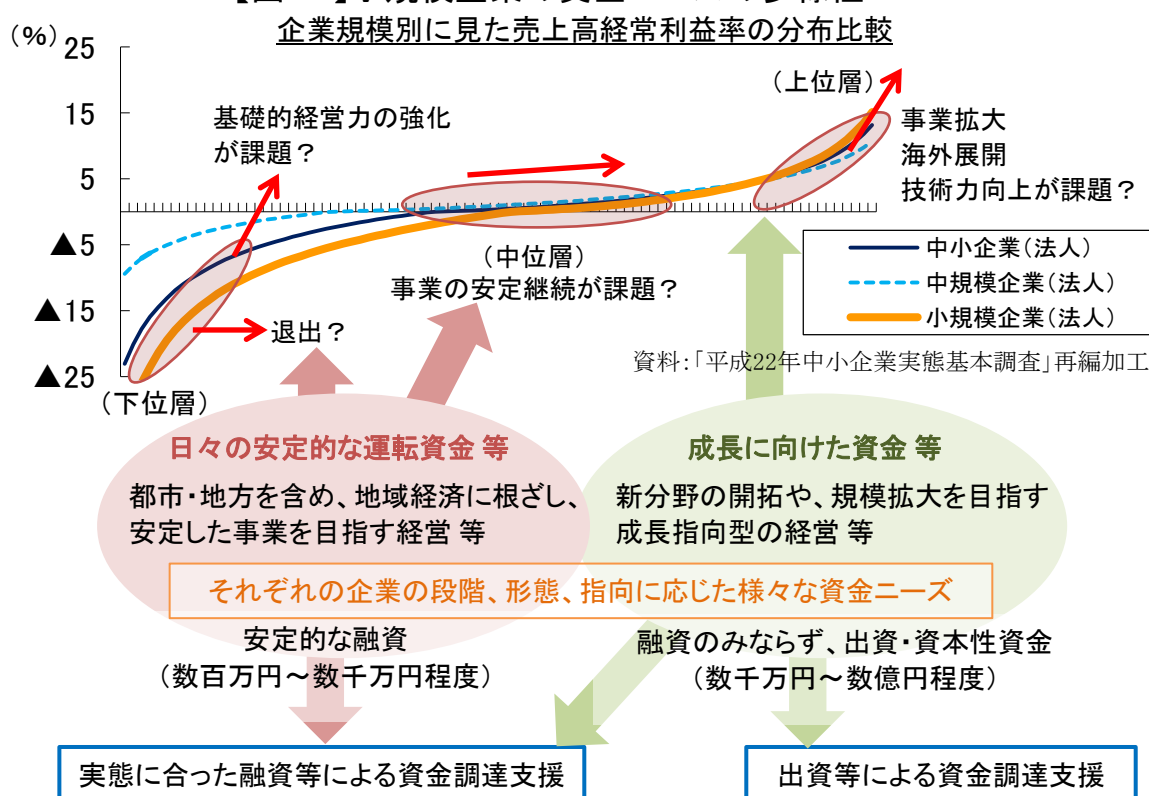 企業規模別に見た売上高経常利益率の分布比較
(%)
25
15
5
▲5
▲15
▲25
(上位層)
基礎的経営力の強化
が課題?
事業拡大
海外展開
技術力向上が課題?
(中位層)
事業の安定継続が課題?
退出?
(下位層)
中小企業(法人)
中規模企業(法人)
小規模企業(法人)
資料:「平成22年中小企業実態基本調査」再編加工
日々の安定的な運転資金 等
都市・地方を含め、地域経済に根ざし、
安定した事業を目指す経営 等
成長に向けた資金 等
新分野の開拓や、規模拡大を目指す
成長指向型の経営 等
それぞれの企業の段階、形態、指向に応じた様々な資金ニーズ
安定的な融資
(数百万円～数千万円程度)
融資のみならず、出資・資本性資金
(数千万円～数億円程度)
実態に合った融資等による資金調達支援
出資等による資金調達支援